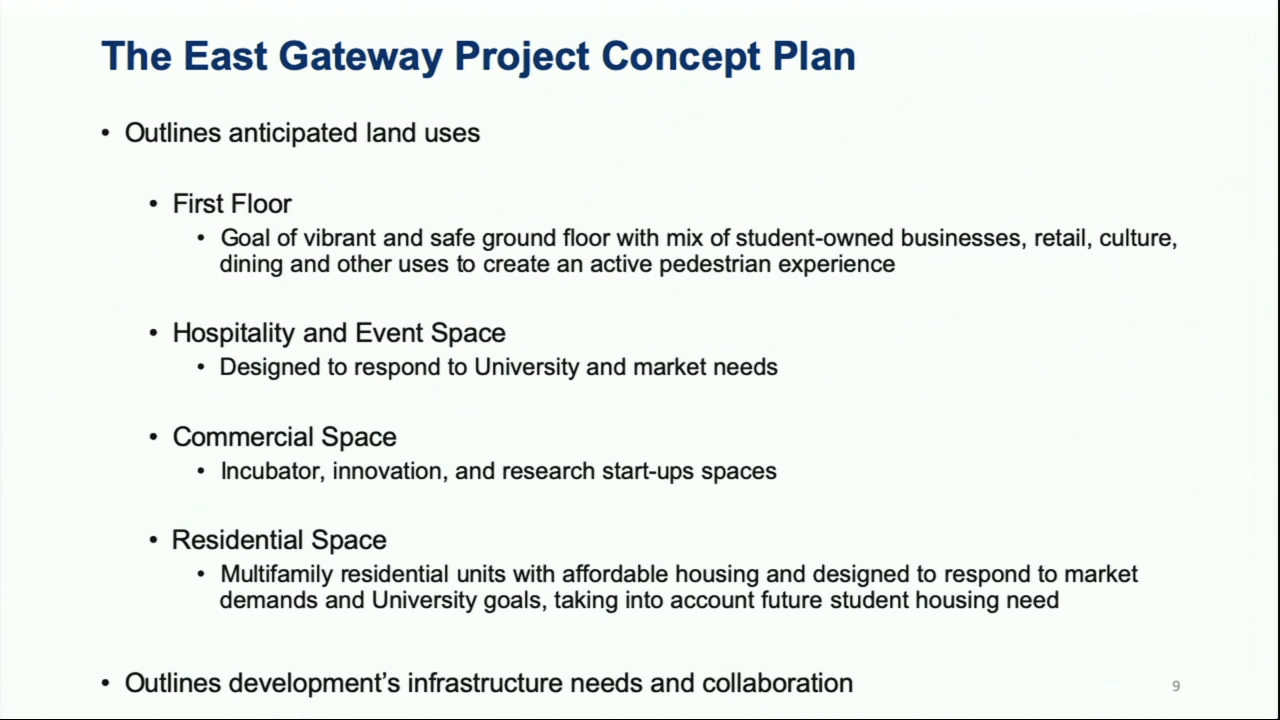 The East Gateway Project Concept Plan
• Outlines anticipated land uses
• First Floor
• Goal of vibrant and safe ground floor with mix of student-owned businesses, retail, culture,
dining and other uses to create an active pedestrian experience
• Hospitality and Event Space
• Designed to respond to University and market needs
• Commercial Space
• Incubator, innovation, and research start-ups spaces
• Residential Space
• Multifamily residential units with affordable housing and designed to respond to market
demands and University goals, taking into account future student housing need
• Outlines development's infrastructure needs and collaboration
9